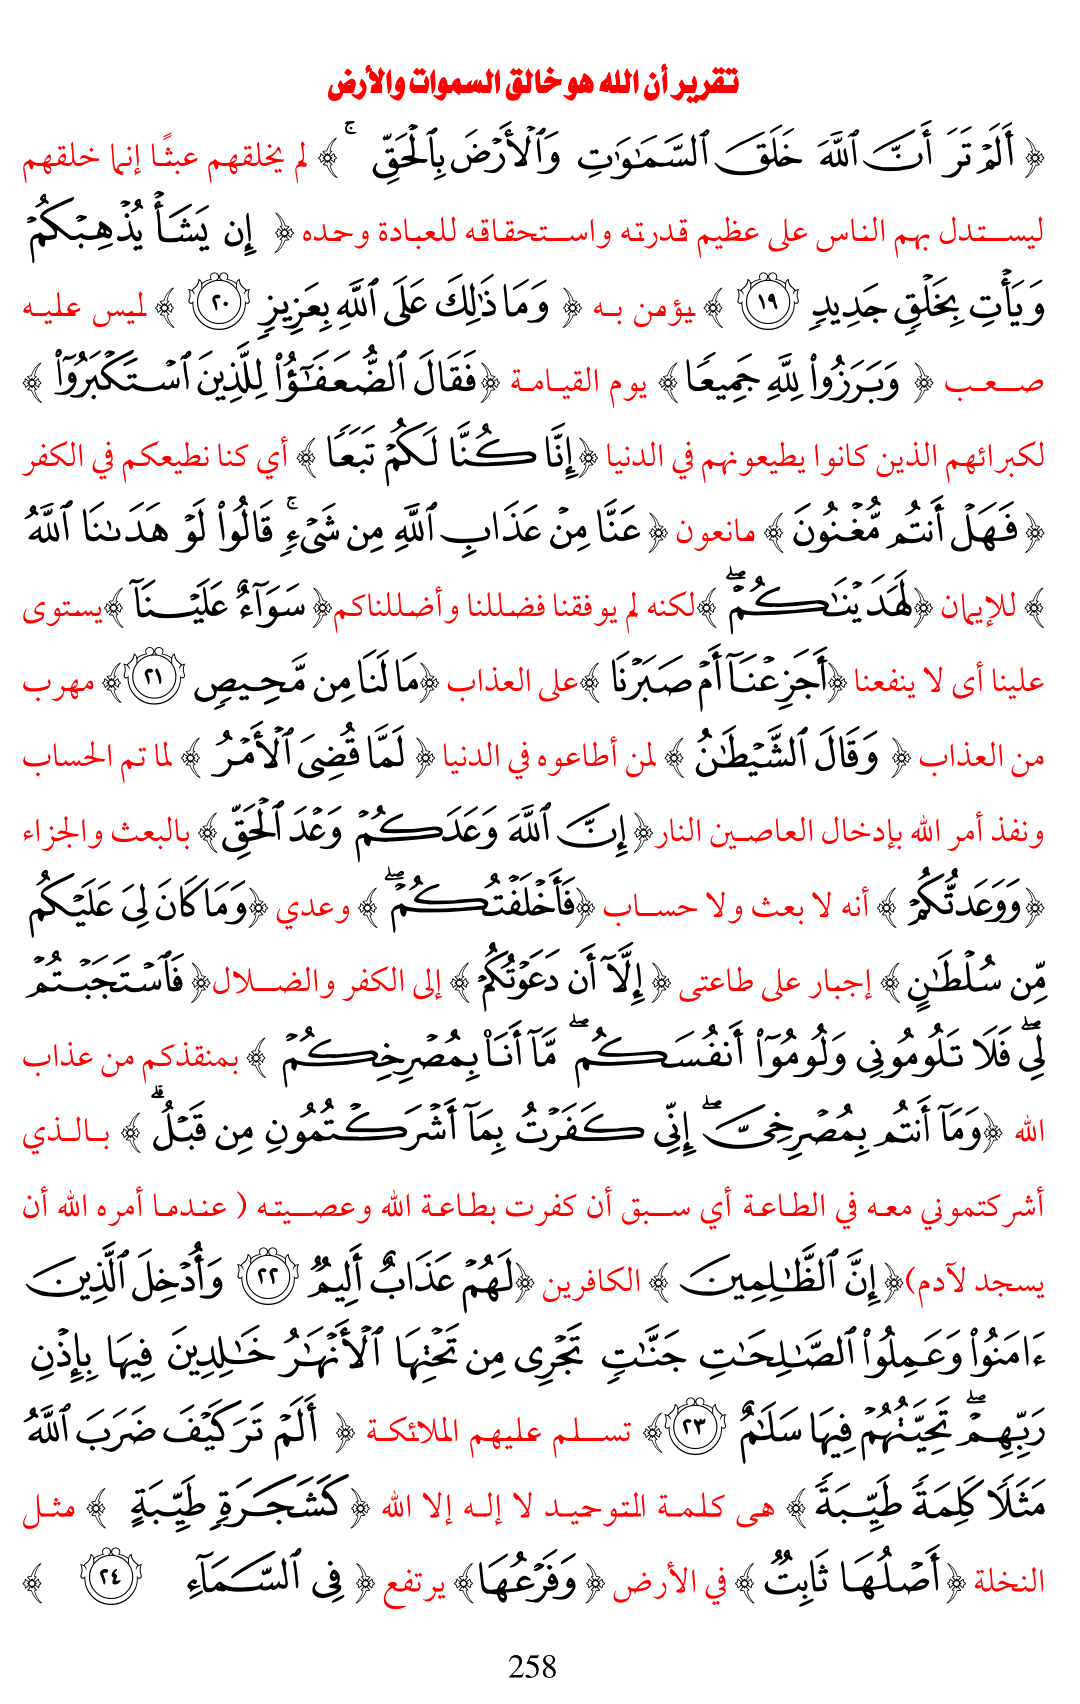 تقرير أن الله هو خالق السموات والأرض
﴿ أَلَمْ تَرَ أَنَّ ٱللَّهَ خَلَقَ ٱلسَّمَٰوَٰتِ وَٱلْأَرْضَ بِٱلْحَقِّ ۚ ﴾ لم يخلقهم عبثًا إنما خلقهم
ليستدل بهم الناس على عظيم قدرته واستحقاقه للعبادة وحده ﴿ إِن يَشَأْ يُذْهِبْكُمْ
وَيَأْتِ بِخَلْقٍ جَدِيدٍ ١٩ ﴾ يؤمن به ﴿ وَمَا ذَٰلِكَ عَلَى ٱللَّهِ بِعَزِيزٍ ٢٠ ﴾ ليس عليه
صعب ﴿ وَبَرَزُوا۟ لِلَّهِ جَمِيعًا ﴾ يوم القيامة ﴿فَقَالَ ٱلضُّعَفَٰٓؤُا۟ لِلَّذِينَ ٱسْتَكْبَرُوٓا۟ ﴾
لكبرائهم الذين كانوا يطيعونهم في الدنيا ﴿إِنَّا كُنَّا لَكُمْ تَبَعًا ﴾ أي كنا نطيعكم في الكفر
﴿ فَهَلْ أَنتُم مُّغْنُونَ ﴾ مانعون ﴿ عَنَّا مِنْ عَذَابِ ٱللَّهِ مِن شَىْءٍ ۚ قَالُوا۟ لَوْ هَدَىٰنَا ٱللَّهُ
﴾ للإيمان ﴿لَهَدَيْنَٰكُمْ ۖ ﴾لكنه لم يوفقنا فضللنا وأضللناكم﴿ سَوَآءٌ عَلَيْنَآ ﴾يستوى
علينا أى لا ينفعنا ﴿أَجَزِعْنَآ أَمْ صَبَرْنَا ﴾على العذاب ﴿مَا لَنَا مِن مَّحِيصٍ ٢١ ﴾ مهرب
من العذاب ﴿ وَقَالَ ٱلشَّيْطَٰنُ ﴾ لمن أطاعوه في الدنيا ﴿ لَمَّا قُضِىَ ٱلْأَمْرُ ﴾ لما تم الحساب
ونفذ أمر الله بإدخال العاصين النار﴿ إِنَّ ٱللَّهَ وَعَدَكُمْ وَعْدَ ٱلْحَقِّ﴾ بالبعث والجزاء
﴿وَوَعَدتُّكُمْ ﴾ أنه لا بعث ولا حساب ﴿فَأَخْلَفْتُكُمْ ۖ ﴾ وعدي ﴿وَمَا كَانَ لِىَ عَلَيْكُم
مِّن سُلْطَٰنٍ ﴾ إجبار على طاعتى ﴿ إِلَّآ أَن دَعَوْتُكُمْ ﴾ إلى الكفر والضلال﴿ فَٱسْتَجَبْتُمْ
لِى ۖ فَلَا تَلُومُونِى وَلُومُوٓا۟ أَنفُسَكُم ۖ مَّآ أَنَا۠ بِمُصْرِخِكُمْ ﴾ بمنقذكم من عذاب
الله ﴿وَمَآ أَنتُم بِمُصْرِخِىَّ ۖ إِنِّى كَفَرْتُ بِمَآ أَشْرَكْتُمُونِ مِن قَبْلُ ۗ ﴾ بالذي
أشركتموني معه في الطاعة أي سبق أن كفرت بطاعة الله وعصيته ( عندما أمره الله أن
يسجد لآدم)﴿ إِنَّ ٱلظَّٰلِمِينَ ﴾ الكافرين ﴿لَهُمْ عَذَابٌ أَلِيمٌ ٢٢ وَأُدْخِلَ ٱلَّذِينَ
ءَامَنُوا۟ وَعَمِلُوا۟ ٱلصَّٰلِحَٰتِ جَنَّٰتٍ تَجْرِى مِن تَحْتِهَا ٱلْأَنْهَٰرُ خَٰلِدِينَ فِيهَا بِإِذْنِ
رَبِّهِمْ ۖ تَحِيَّتُهُمْ فِيهَا سَلَٰمٌ ٢٣ ﴾ تسلم عليهم الملائكة ﴿ أَلَمْ تَرَ كَيْفَ ضَرَبَ ٱللَّهُ
مَثَلًا كَلِمَةً طَيِّبَةً ﴾ هى كلمة التوحيد لا إله إلا الله ﴿كَشَجَرَةٍ طَيِّبَةٍ ﴾ مثل
النخلة ﴿أَصْلُهَا ثَابِتٌ ﴾ في الأرض ﴿ وَفَرْعُهَا﴾ يرتفع ﴿ فِى ٱلسَّمَآءِ ٢٤ ﴾
258